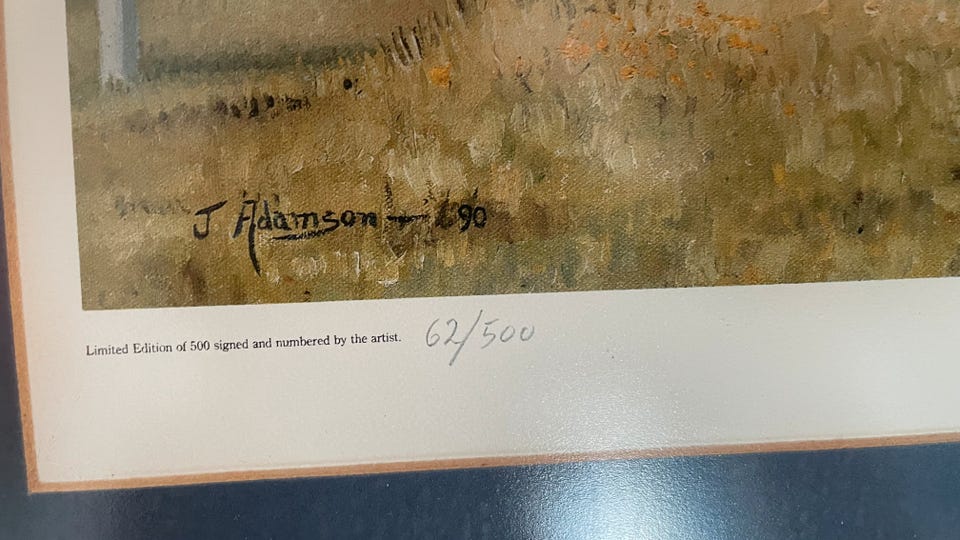 J Adamson – '90
Limited Edition of 500 signed and numbered by the artist. 62/500